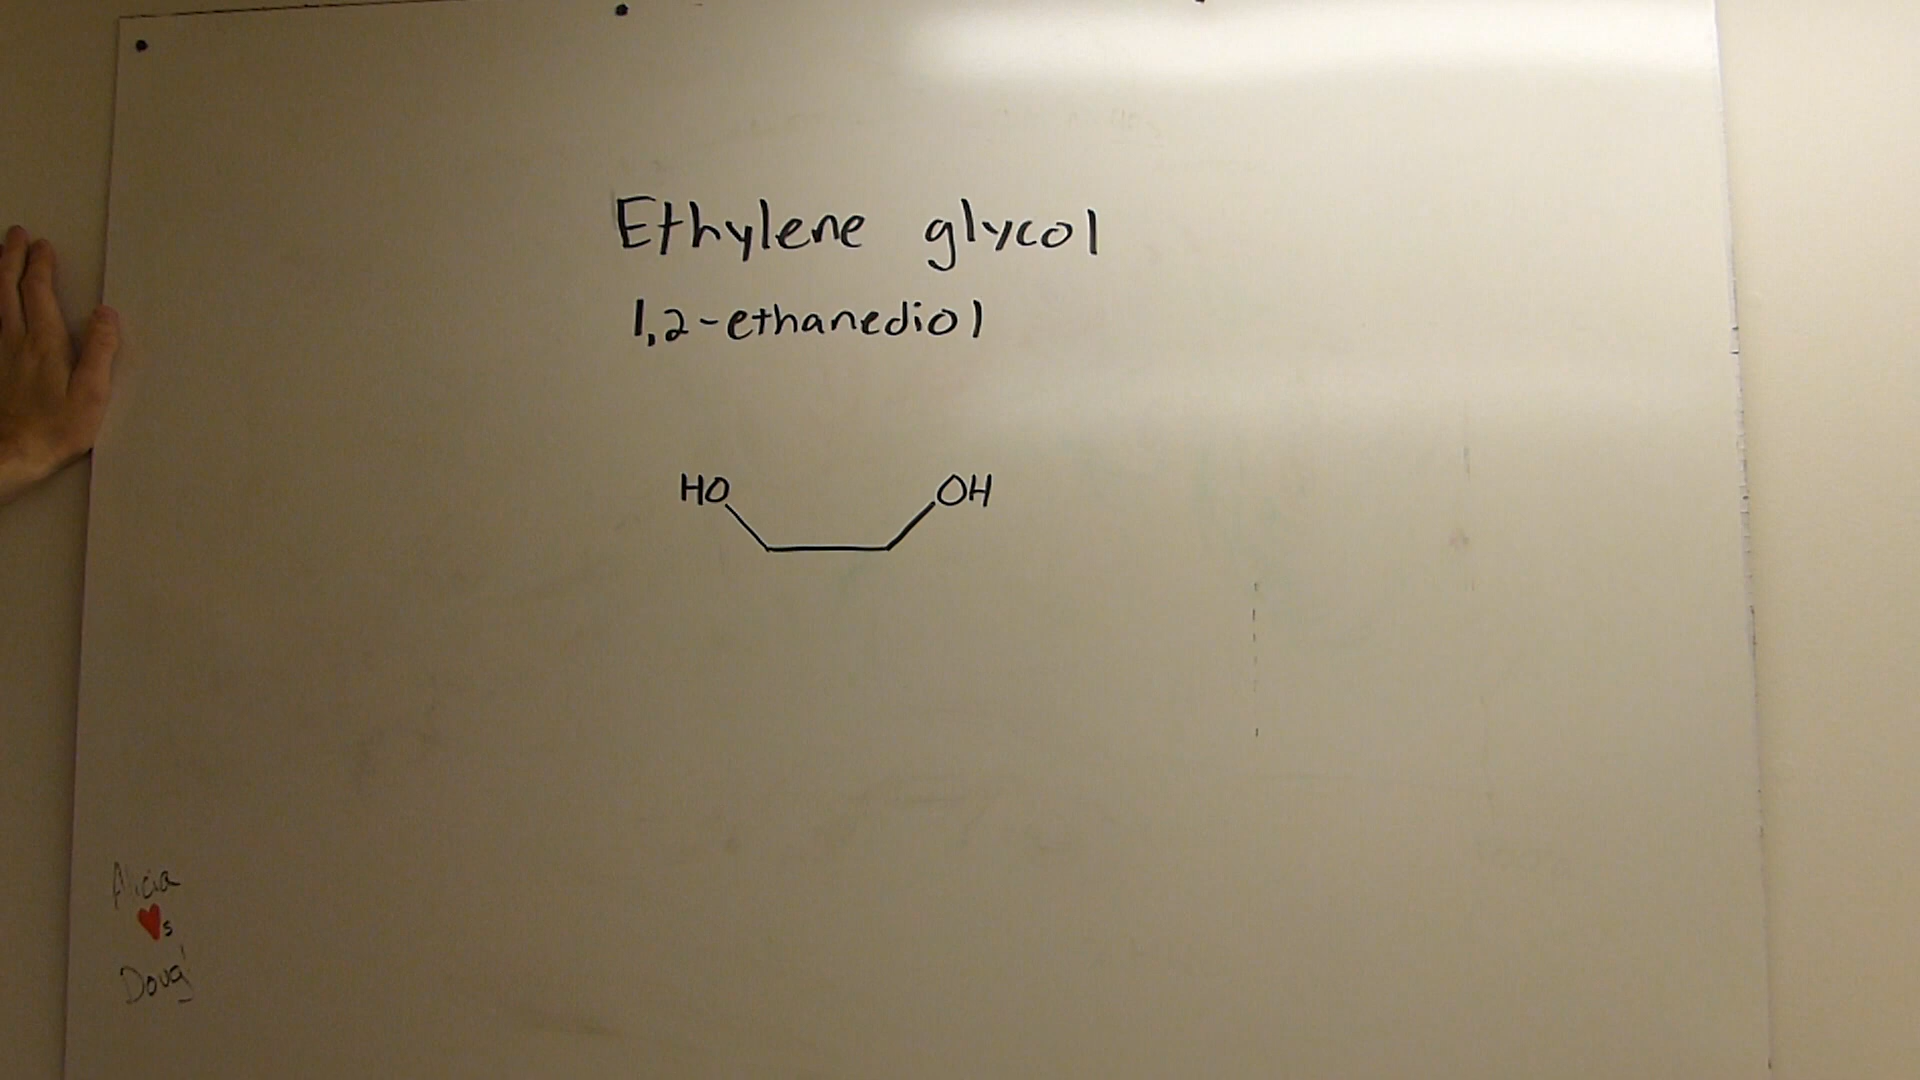 Ethylene glycol
1,2-ethanediol
HO OH
Alicia
♥s
Doug